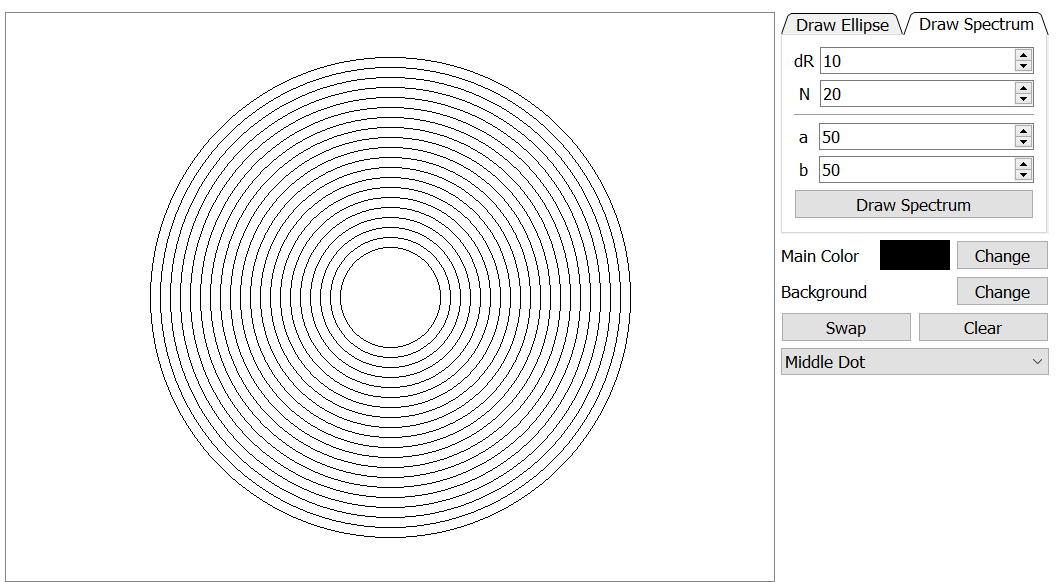 Draw Ellipse
Draw Spectrum
dR 10
N 20
a 50
b 50
Draw Spectrum
Main Color Change
Background Change
Swap Clear
Middle Dot